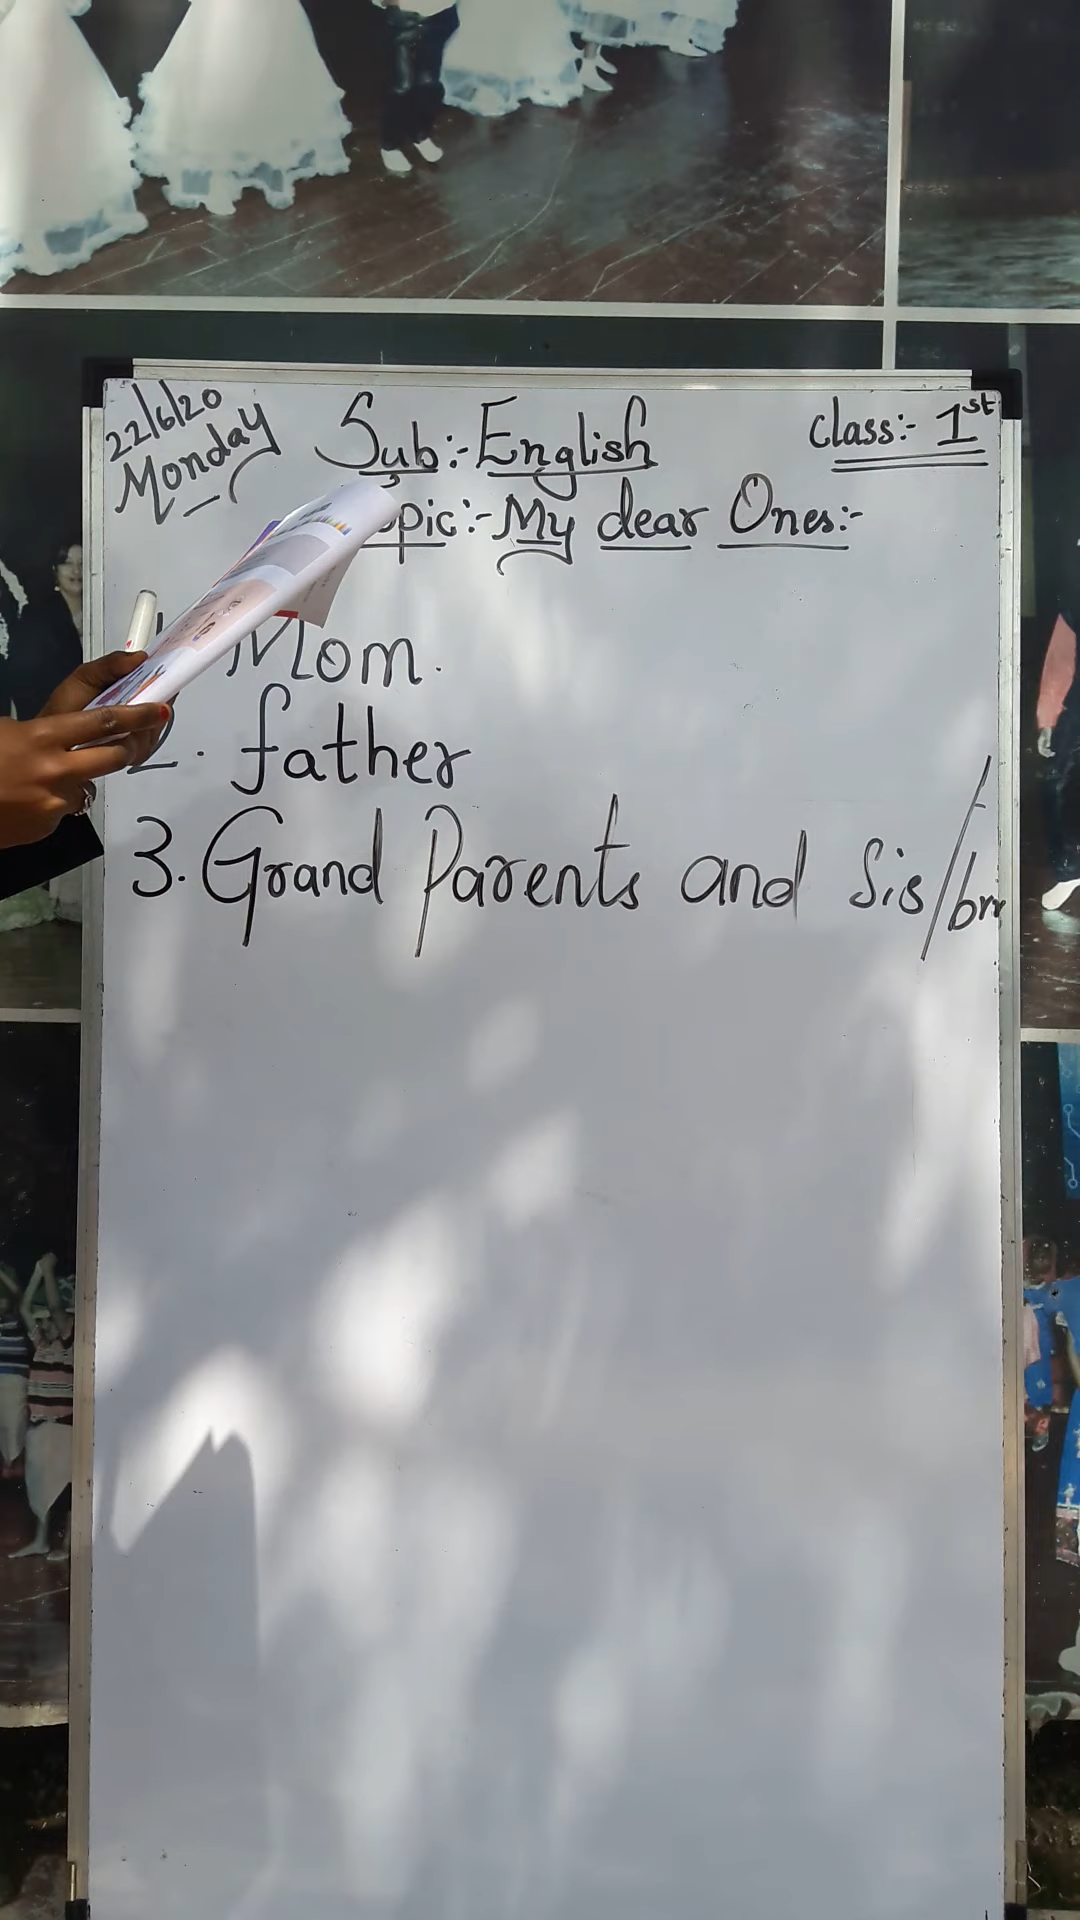 22/6/20
Monday
Sub:- English
class:- 1st
opic:- My dear Ones:-
Mom.
2. father
3. Grand Parents and Sis/brr